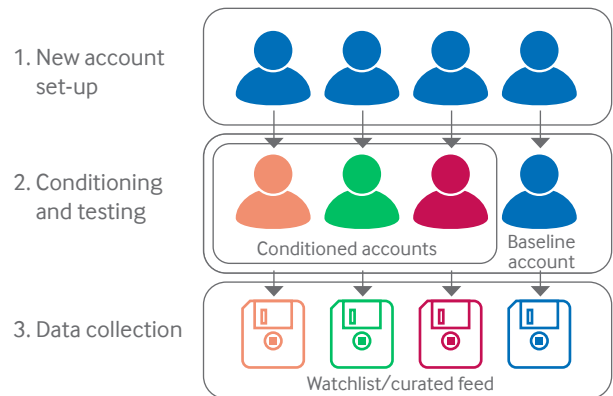 1. New account
set-up
2. Conditioning
and testing
Conditioned accounts
Baseline
account
3. Data collection
Watchlist/curated feed